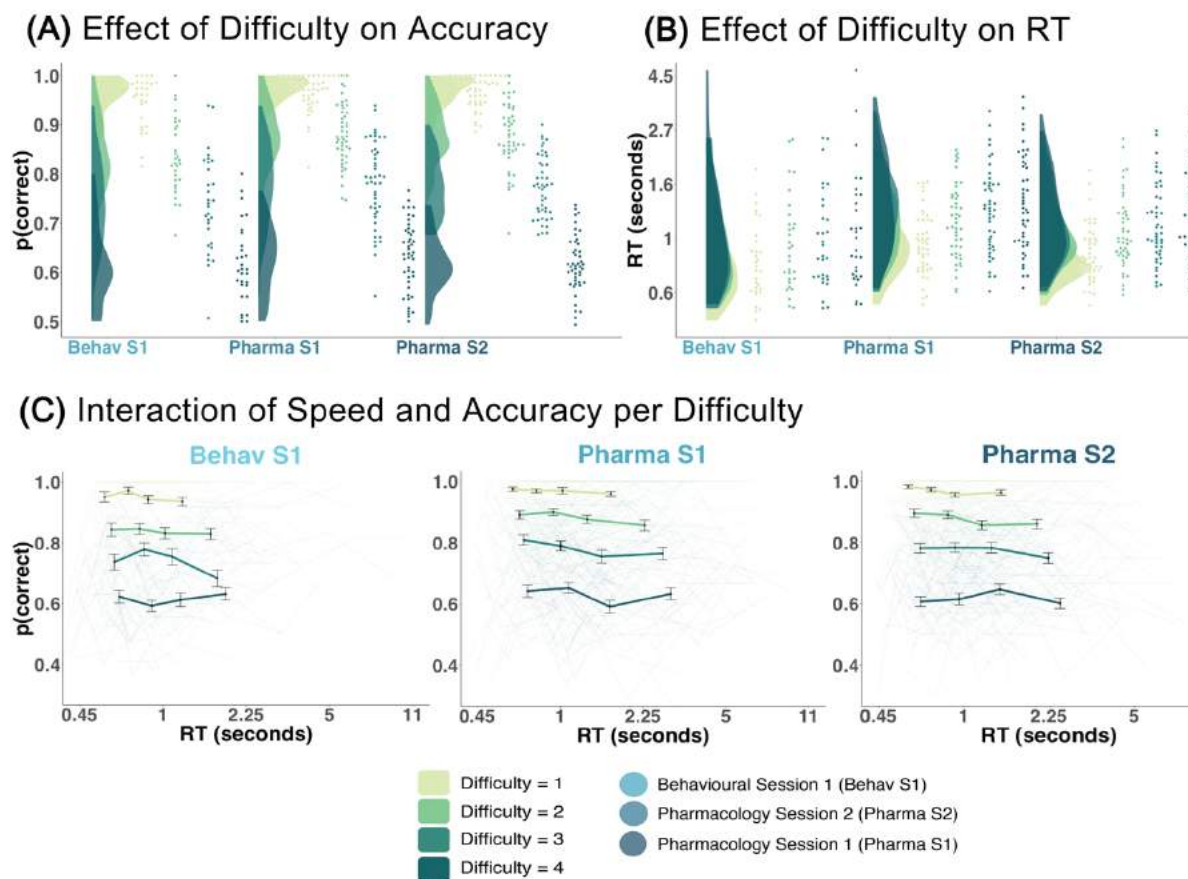 (A) Effect of Difficulty on Accuracy
(B) Effect of Difficulty on RT
p(correct)
1.0
0.9
0.8
0.7
0.6
0.5
Behav S1
Pharma S1
Pharma S2
RT (seconds)
4.5
2.7
1.6
1
0.6
Behav S1
Pharma S1
Pharma S2
(C) Interaction of Speed and Accuracy per Difficulty
Behav S1
Pharma S1
Pharma S2
p(correct)
1.0
0.8
0.6
0.4
0.45 1 2.25 5 11
RT (seconds)
1.0
0.8
0.6
0.4
0.45 1 2.25 5 11
RT (seconds)
1.0
0.8
0.6
0.4
0.45 1 2.25 5
RT (seconds)
Difficulty = 1
Difficulty = 2
Difficulty = 3
Difficulty = 4
Behavioural Session 1 (Behav S1)
Pharmacology Session 2 (Pharma S2)
Pharmacology Session 1 (Pharma S1)